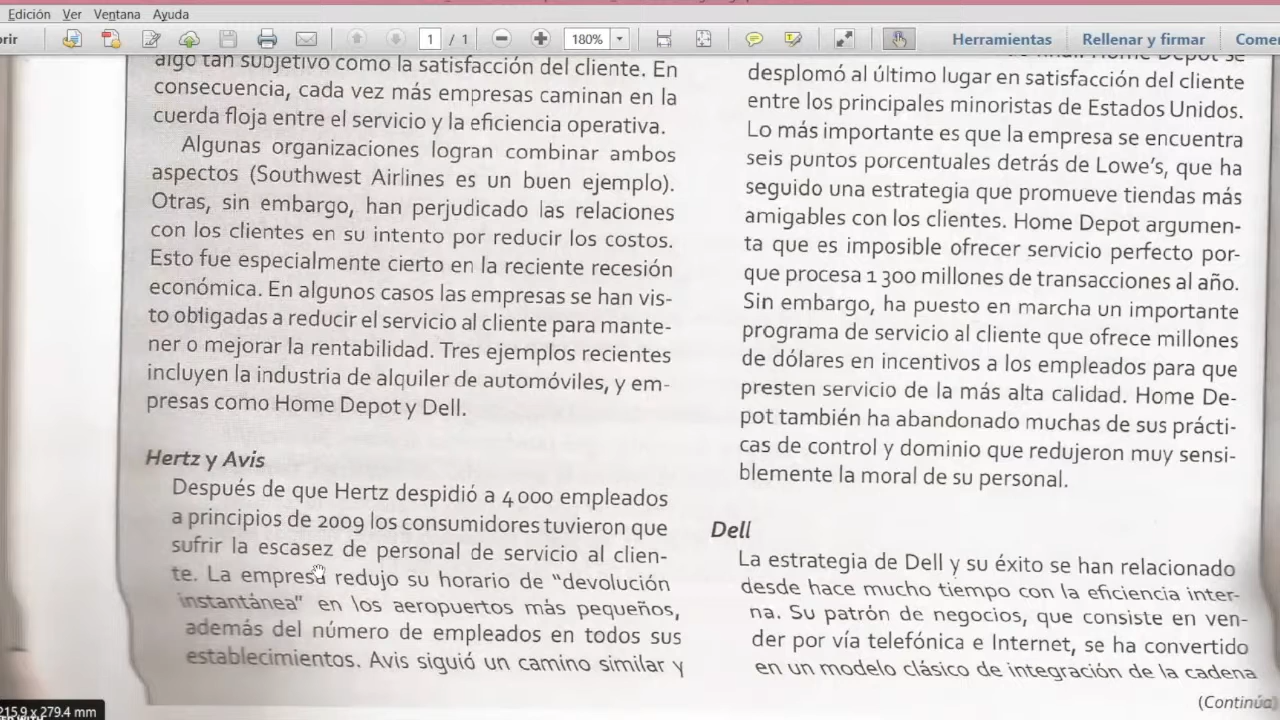 Edición Ver Ventana Ayuda
1 / 1 180% Herramientas Rellenar y firmar
algo tan subjetivo como la satisfacción del cliente. En
consecuencia, cada vez más empresas caminan en la
cuerda floja entre el servicio y la eficiencia operativa.
Algunas organizaciones logran combinar ambos
aspectos (Southwest Airlines es un buen ejemplo).
Otras, sin embargo, han perjudicado las relaciones
con los clientes en su intento por reducir los costos.
Esto fue especialmente cierto en la reciente recesión
económica. En algunos casos las empresas se han vis-
to obligadas a reducir el servicio al cliente para mante-
ner o mejorar la rentabilidad. Tres ejemplos recientes
incluyen la industria de alquiler de automóviles, y em-
presas como Home Depot y Dell.
Hertz y Avis
Después de que Hertz despidió a 4 000 empleados
a principios de 2009 los consumidores tuvieron que
sufrir la escasez de personal de servicio al clien-
te. La empresa redujo su horario de “devolución
instantánea” en los aeropuertos más pequeños,
además del número de empleados en todos sus
establecimientos. Avis siguió un camino similar y
Home Depot se
desplomó al último lugar en satisfacción del cliente
entre los principales minoristas de Estados Unidos.
Lo más importante es que la empresa se encuentra
seis puntos porcentuales detrás de Lowe’s, que ha
seguido una estrategia que promueve tiendas más
amigables con los clientes. Home Depot argumen-
ta que es imposible ofrecer servicio perfecto por-
que procesa 1 300 millones de transacciones al año.
Sin embargo, ha puesto en marcha un importante
programa de servicio al cliente que ofrece millones
de dólares en incentivos a los empleados para que
presten servicio de la más alta calidad. Home De-
pot también ha abandonado muchas de sus prácti-
cas de control y dominio que redujeron muy sensi-
blemente la moral de su personal.
Dell
La estrategia de Dell y su éxito se han relacionado
desde hace mucho tiempo con la eficiencia inter-
na. Su patrón de negocios, que consiste en ven-
der por vía telefónica e Internet, se ha convertido
en un modelo clásico de integración de la cadena
(Continúa)
215.9 x 279.4 mm